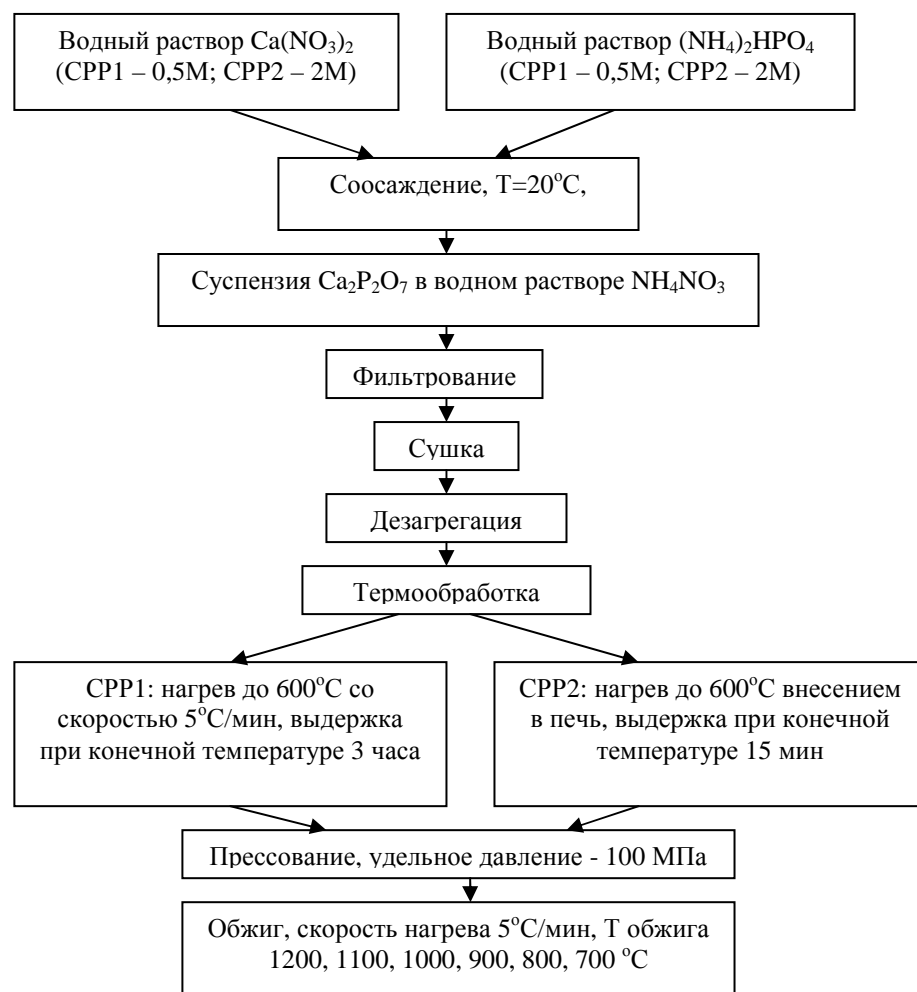 Водный раствор Ca(NO₃)₂
(CPP1 – 0,5M; CPP2 – 2M)
Водный раствор (NH₄)₂HPO₄
(CPP1 – 0,5M; CPP2 – 2M)
Соосаждение, T=20°C,
Суспензия Ca₂P₂O₇ в водном растворе NH₄NO₃
Фильтрование
Сушка
Дезагрегация
Термообработка
CPP1: нагрев до 600°C со
скоростью 5°C/мин, выдержка
при конечной температуре 3 часа
CPP2: нагрев до 600°C внесением
в печь, выдержка при конечной
температуре 15 мин
Прессование, удельное давление - 100 МПа
Обжиг, скорость нагрева 5°C/мин, T обжига
1200, 1100, 1000, 900, 800, 700 °C